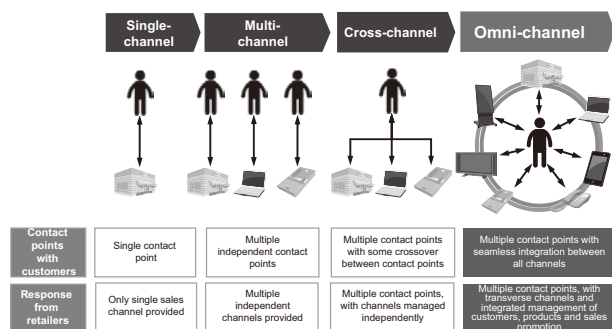 Single-
channel
Multi-
channel
Cross-channel
Omni-channel
Contact
points
with
customers
Single contact
point
Multiple
independent contact
points
Multiple contact points
with some crossover
between contact points
Multiple contact points with
seamless integration between
all channels
Response
from
retailers
Only single sales
channel provided
Multiple
independent
channels provided
Multiple contact points,
with channels managed
independently
Multiple contact points, with
transverse channels and
integrated management of
customers, products and sales
promotion